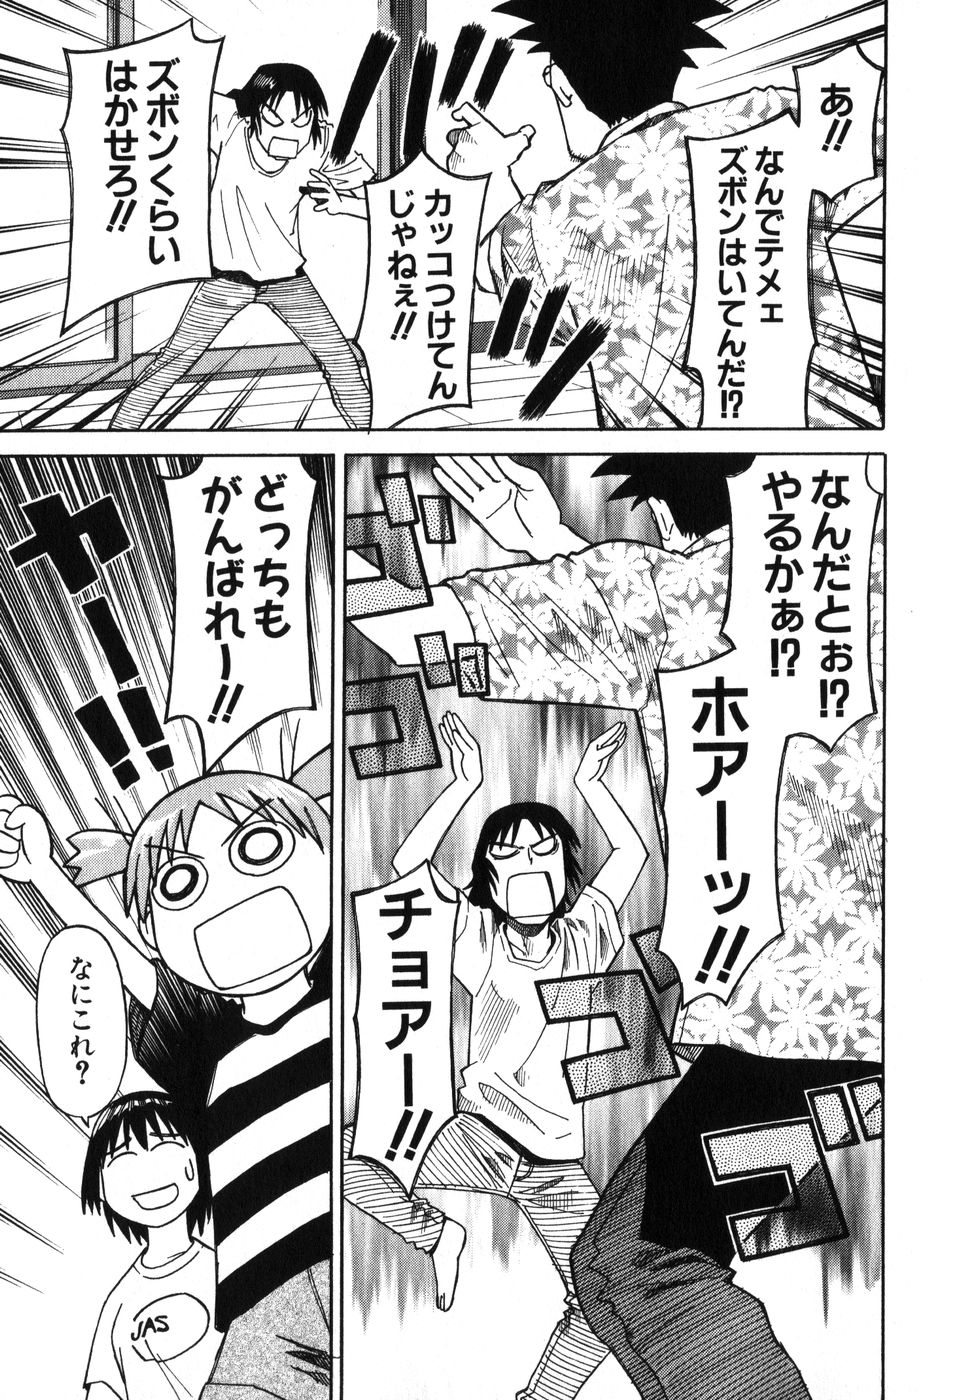 あ!!
なんでテメェ
ズボンはいてんだ!?
カッコつけてん
じゃねぇ!!
ズボンくらい
はかせろ!!
なんだとぉ!?
やるかぁ!?
ホアーッ!!
チョアー!!
ゴゴ
ゴゴ
どっちも
がんばれー!!
ヤー!!
なにこれ?
JAS